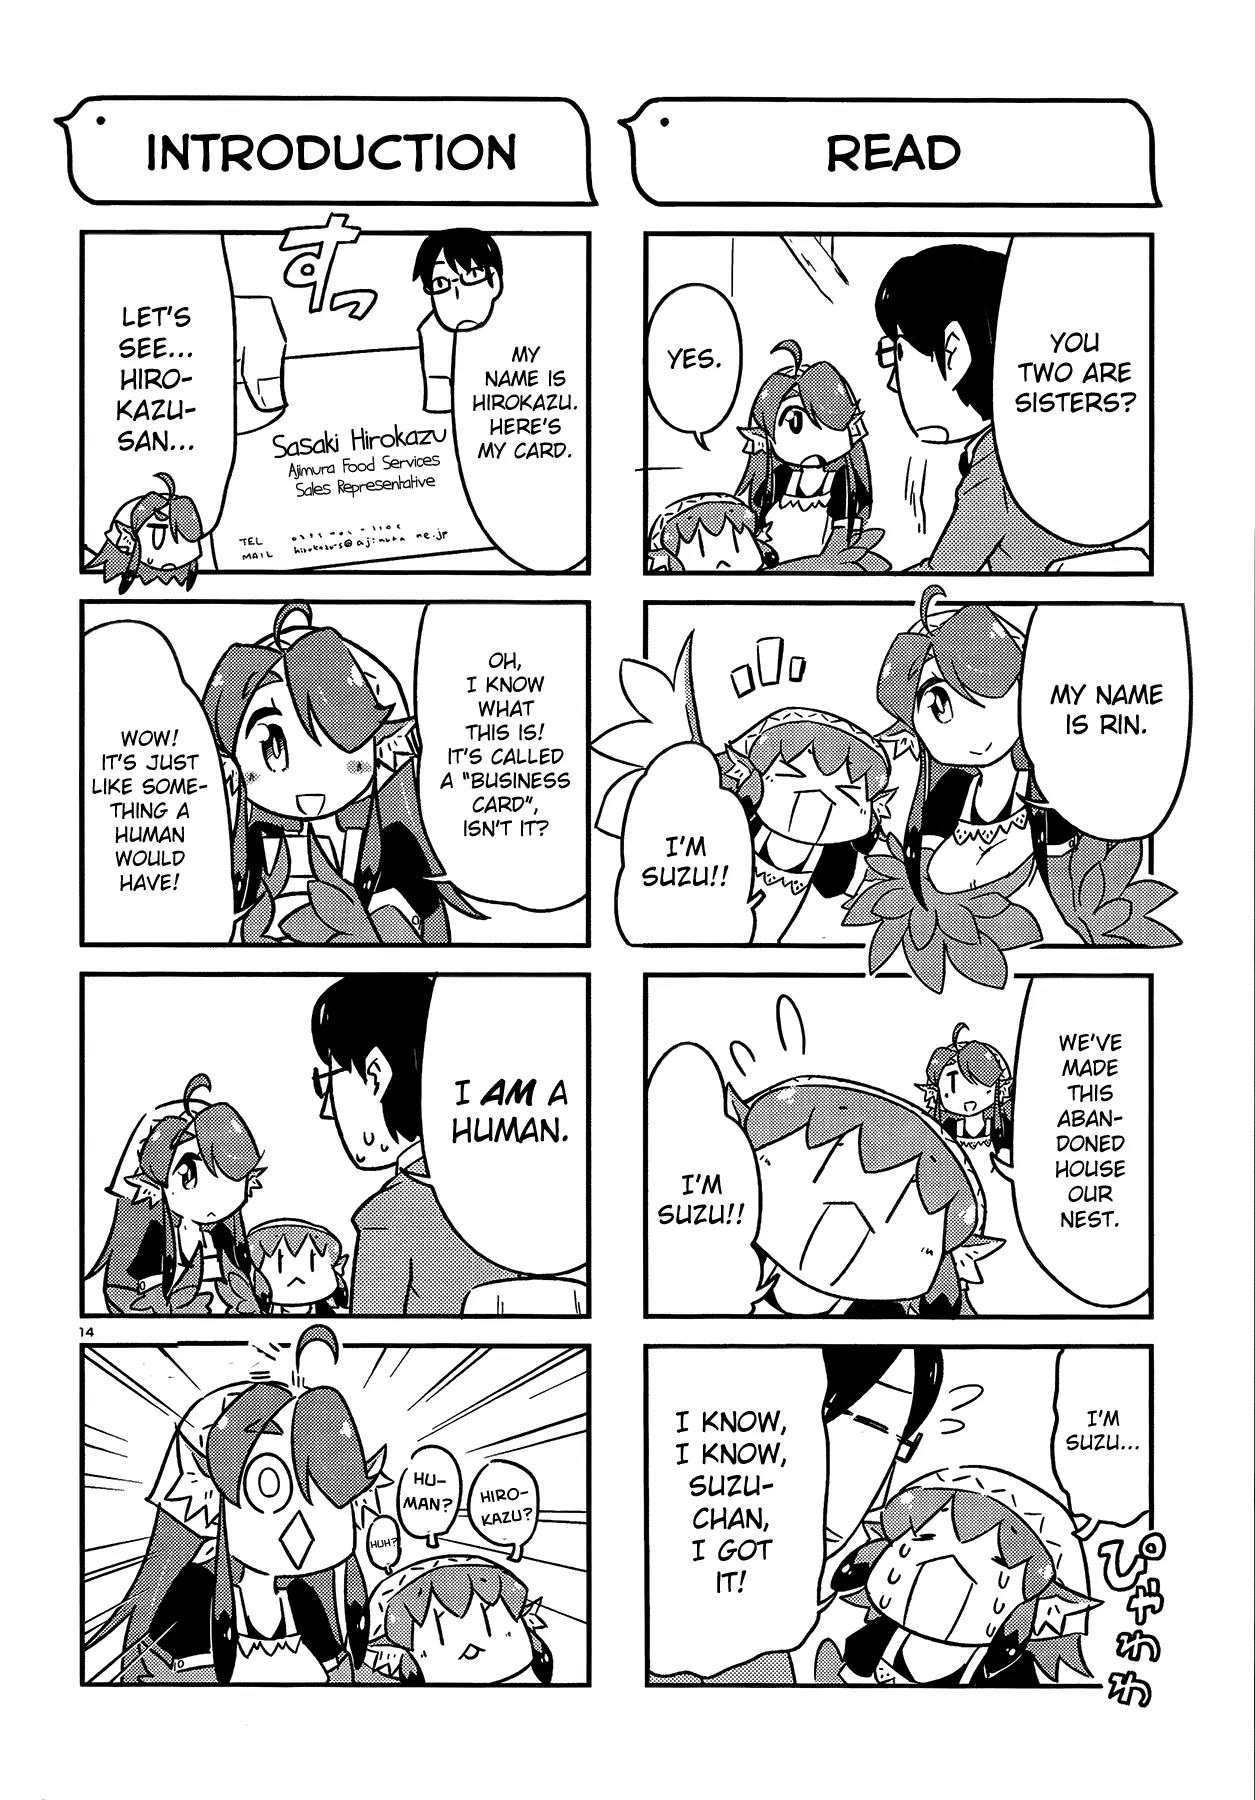 READ
YOU
TWO ARE
SISTERS?
YES.
MY NAME
IS RIN.
I'M
SUZU!!
WE'VE
MADE
THIS
ABAN-
DONED
HOUSE
OUR
NEST.
I'M
SUZU!!
I'M
SUZU...
ぴゃわわわ
I KNOW,
I KNOW,
SUZU-
CHAN,
I GOT
IT!
INTRODUCTION
すっ
MY
NAME IS
HIROKAZU.
HERE'S
MY CARD.
Sasaki Hirokazu
Ajimura Food Services
Sales Representative
TEL
MAIL
LET'S
SEE...
HIRO-
KAZU-
SAN...
OH,
I KNOW
WHAT
THIS IS!
IT'S CALLED
A "BUSINESS
CARD",
ISN'T IT?
WOW!
IT'S JUST
LIKE SOME-
THING A
HUMAN
WOULD
HAVE!
I AM A
HUMAN.
14
HIRO-
KAZU?
HU-
MAN?
HUH?